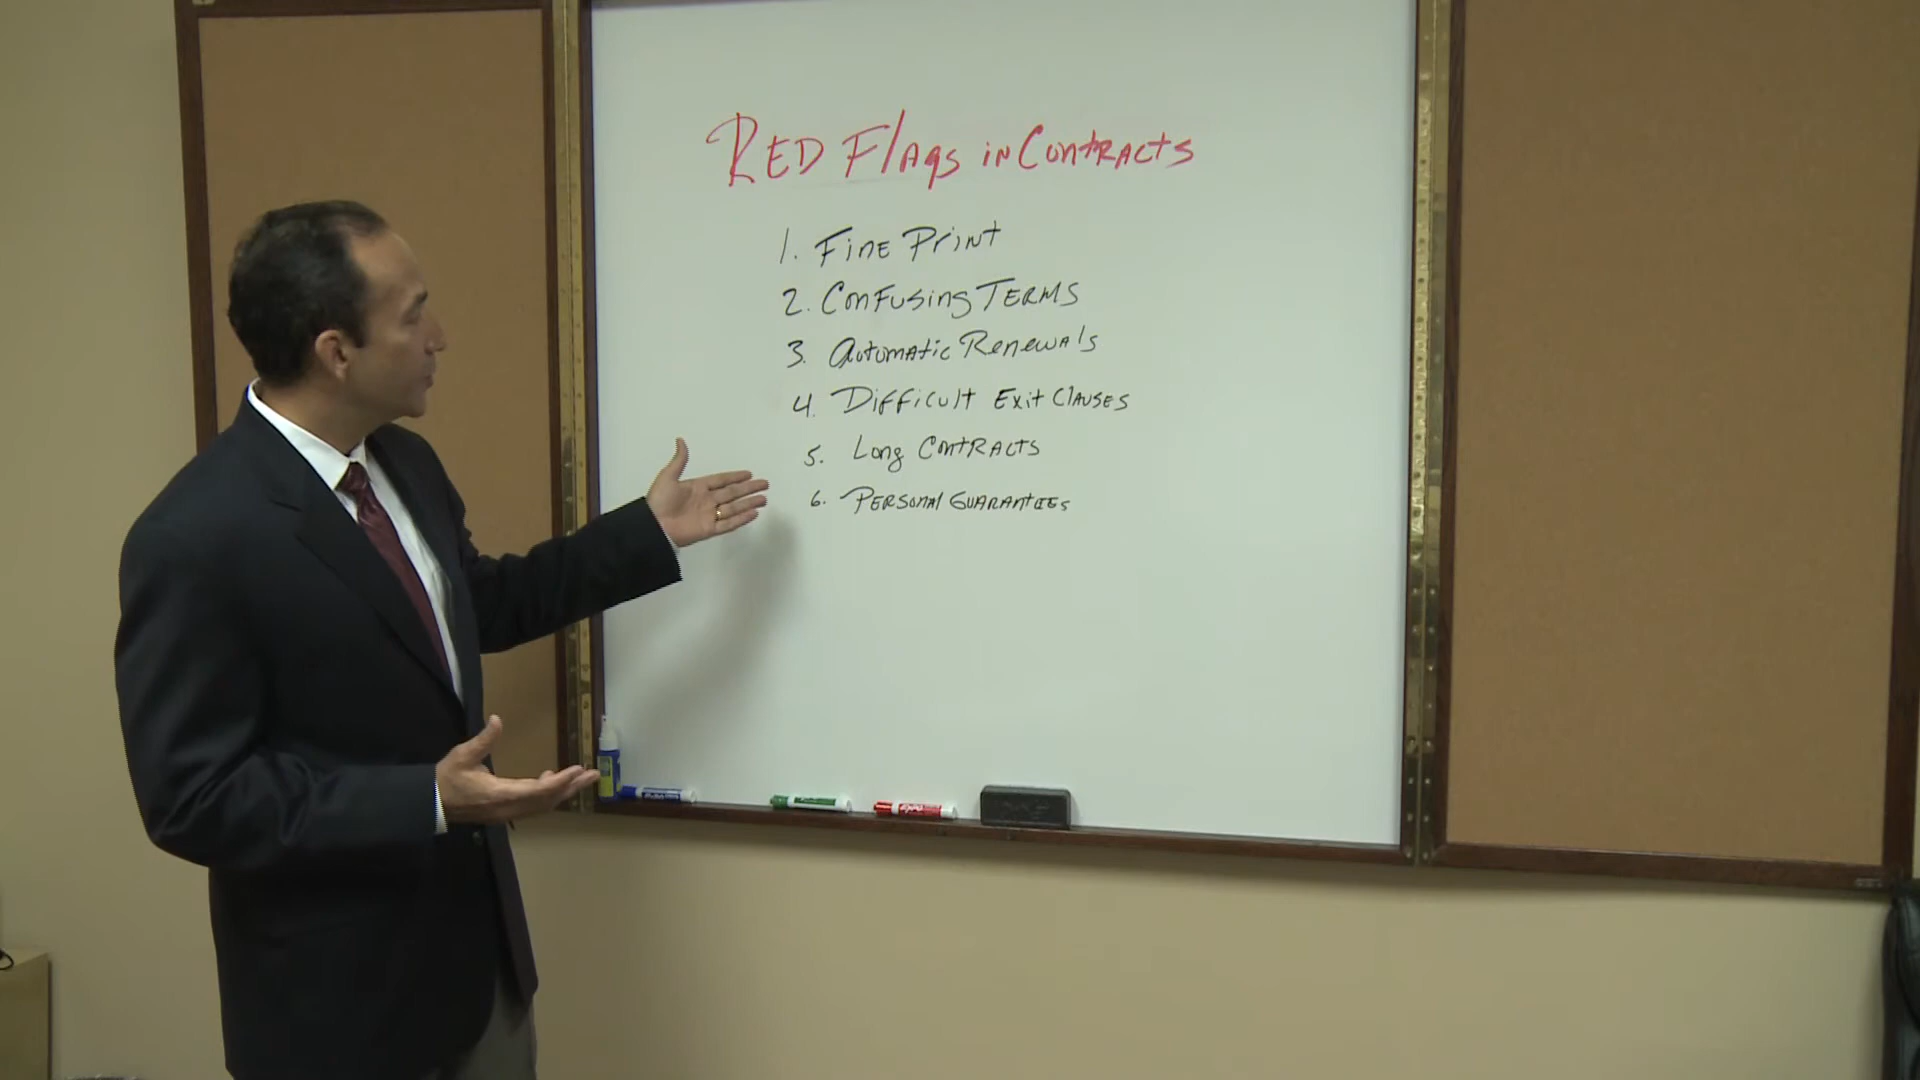 RED Flags in Contracts
1. Fine Print
2. Confusing Terms
3. Automatic Renewals
4. Difficult Exit Clauses
5. Long Contracts
6. Personal Guarantees
EXPO